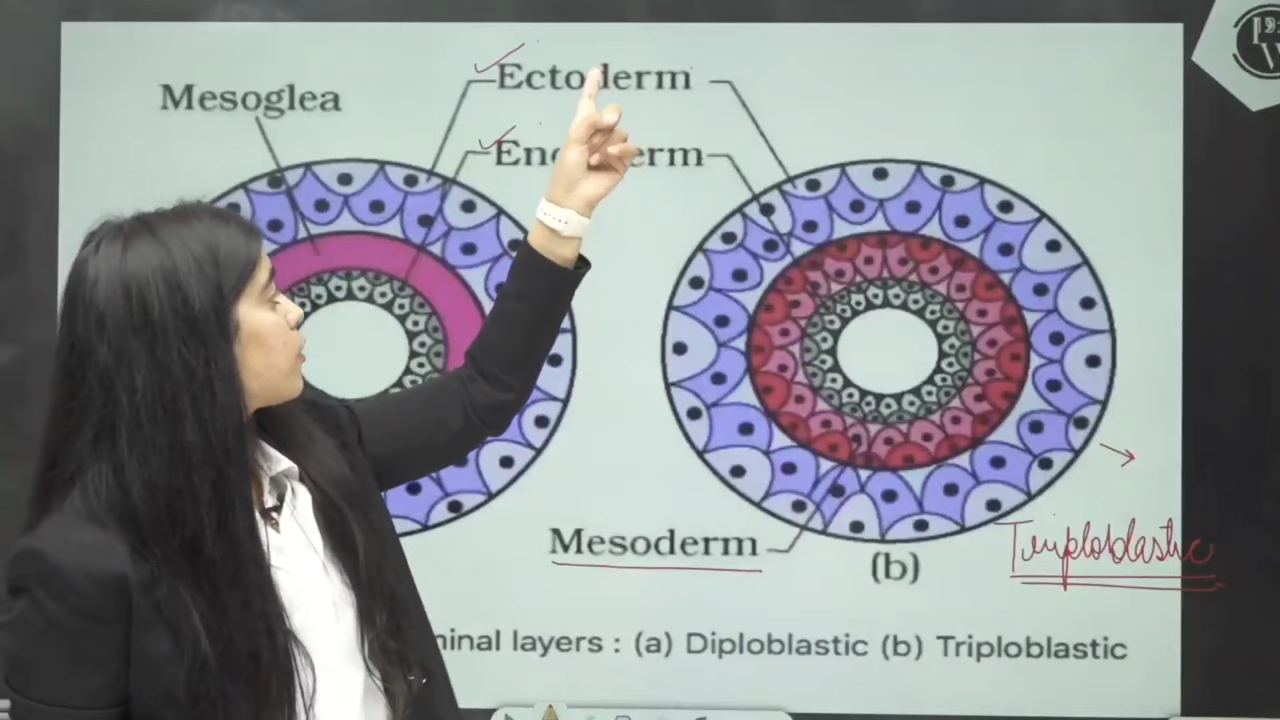 Ectoderm
Mesoglea
Mesoderm
(b)
Triploblastic
layers : (a) Diploblastic (b) Triploblastic